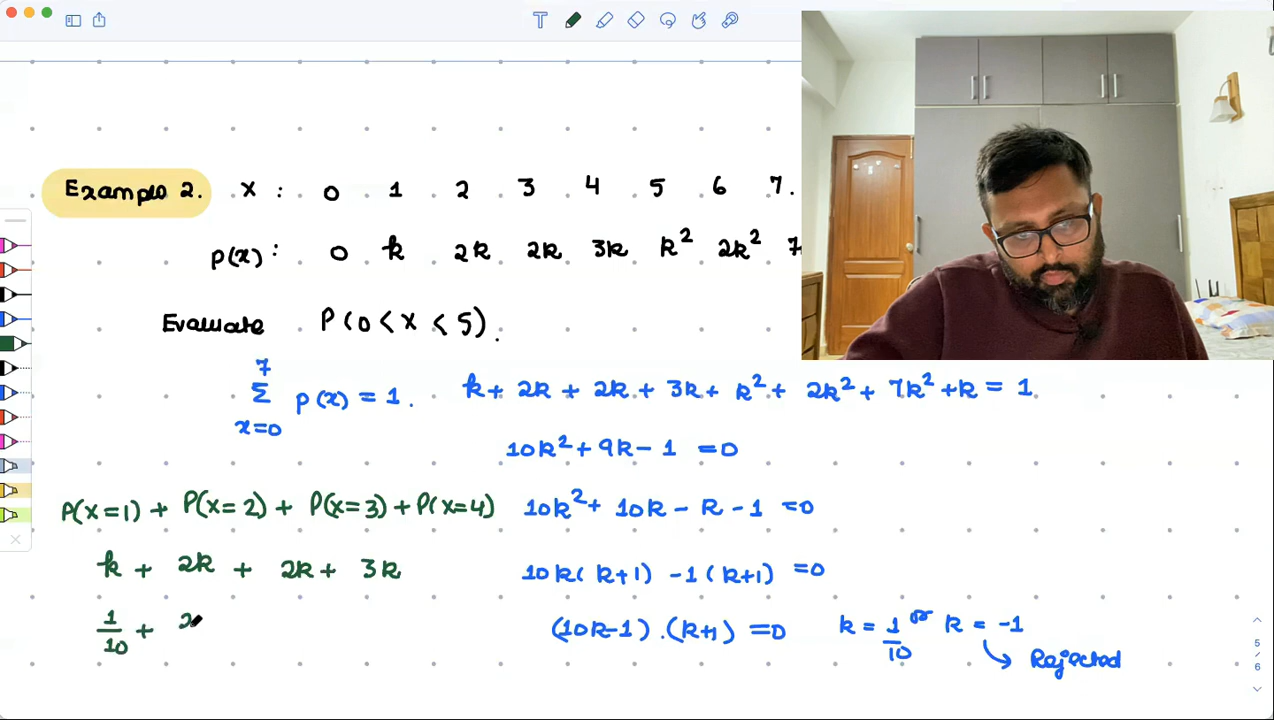 Example 2. X : 0 1 2 3 4 5 6 7.
p(x) : 0 k 2k 2k 3k k² 2k² 7
Evaluate P(0 < X < 5).
7
Σ p(x) = 1. k + 2k + 2k + 3k + k² + 2k² + 7k² + k = 1
x=0
10k² + 9k - 1 = 0
P(X=1) + P(X=2) + P(X=3) + P(X=4) 10k² + 10k - k - 1 = 0
k + 2k + 2k + 3k 10k(k+1) - 1(k+1) = 0
1/10 + 2 (10k-1).(k+1) = 0 k = 1/10 or k = -1
Rejected
5
/
6